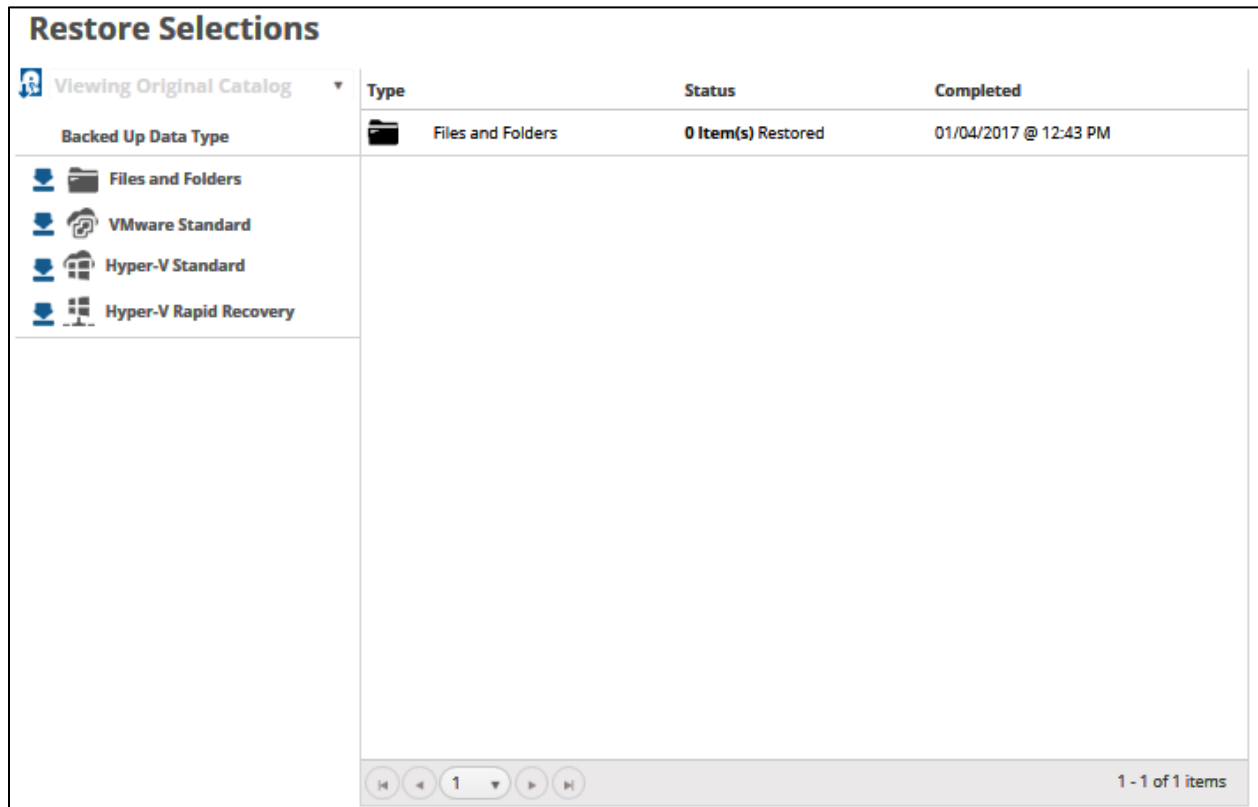 Restore Selections
Viewing Original Catalog
Type Status Completed
Backed Up Data Type
Files and Folders 0 Item(s) Restored 01/04/2017 @ 12:43 PM
Files and Folders
VMware Standard
Hyper-V Standard
Hyper-V Rapid Recovery
1
1 - 1 of 1 items